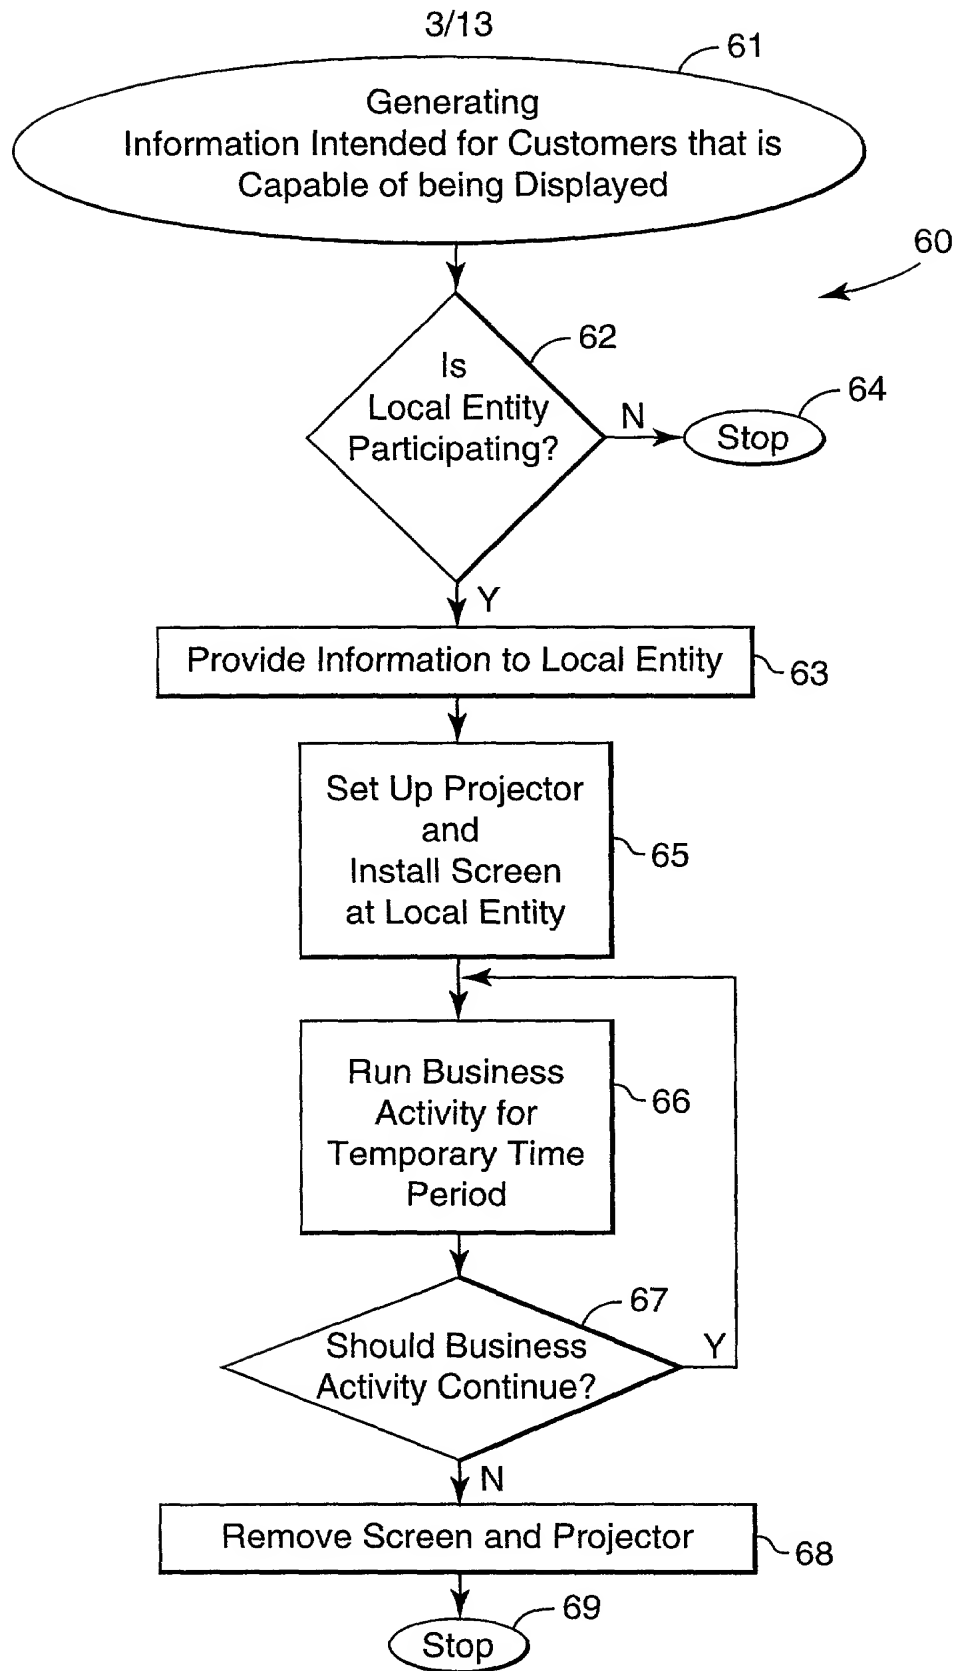 3/13
61
Generating
Information Intended for Customers that is
Capable of being Displayed
60
62
Is
Local Entity
Participating?
N
64
Stop
Y
Provide Information to Local Entity
63
Set Up Projector
and
Install Screen
at Local Entity
65
Run Business
Activity for
Temporary Time
Period
66
67
Should Business
Activity Continue?
Y
N
Remove Screen and Projector
68
69
Stop